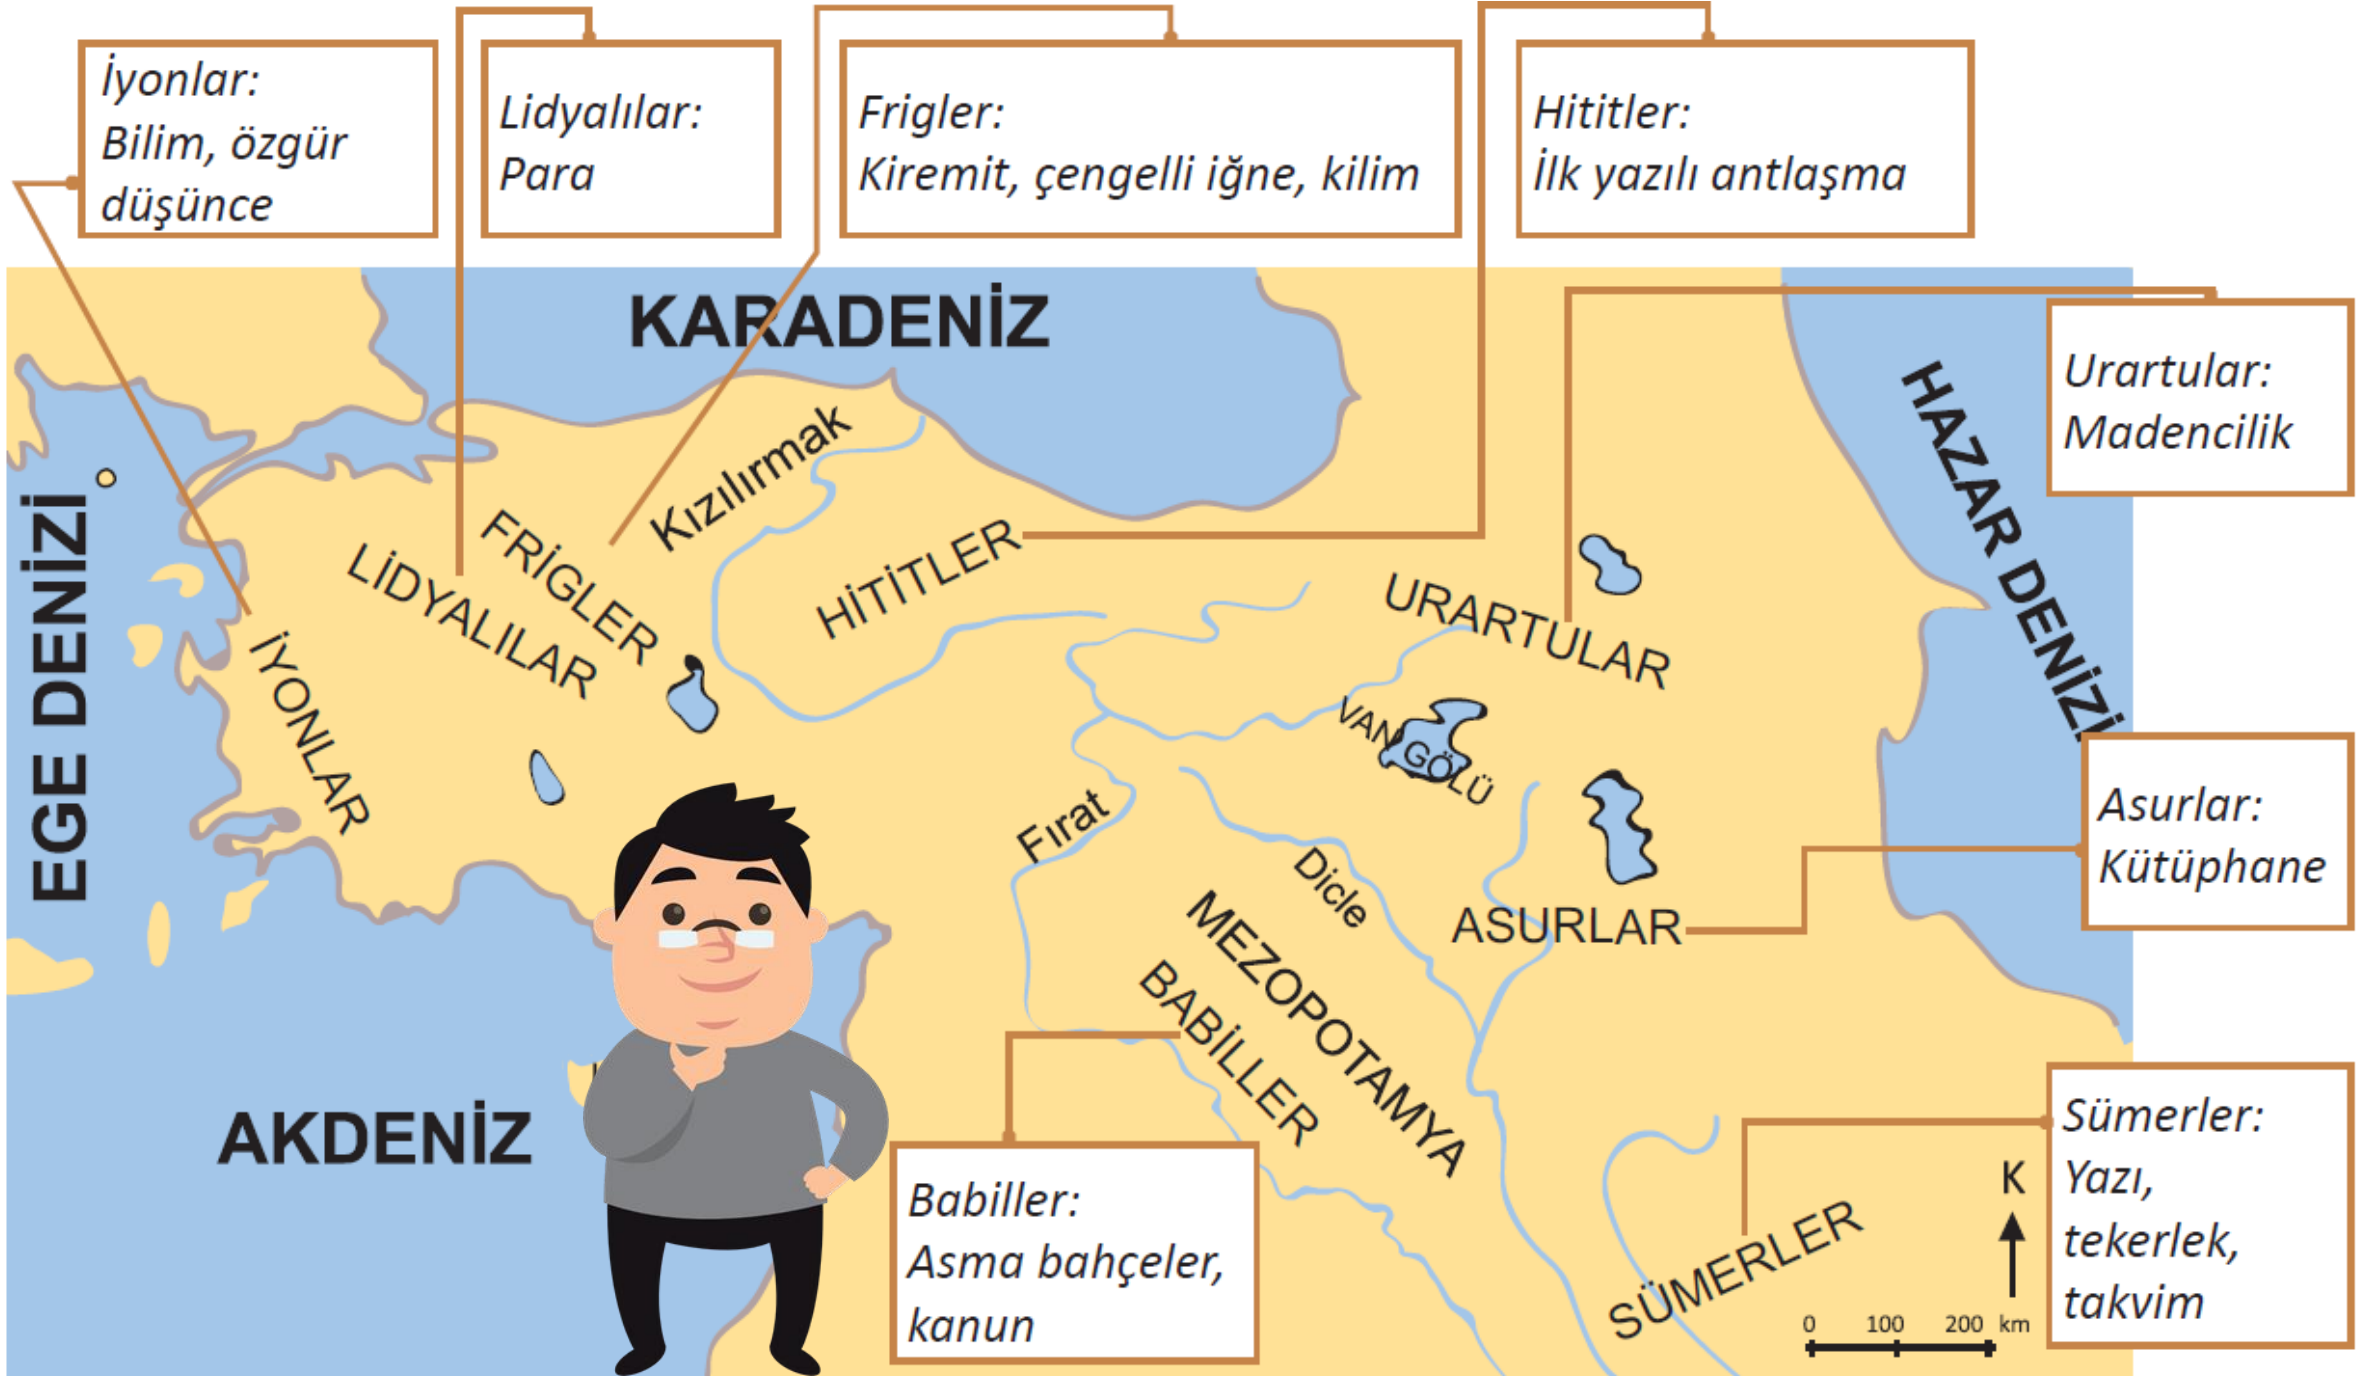 İyonlar:
Bilim, özgür
düşünce
Lidyalılar:
Para
Frigler:
Kiremit, çengelli iğne, kilim
Hititler:
İlk yazılı antlaşma
KARADENİZ
Urartular:
Madencilik
HAZAR DENİZİ
EGE DENİZİ
Kızılırmak
FRİGLER
LİDYALILAR
HİTİTLER
URARTULAR
İYONLAR
VAN GÖLÜ
Fırat
Dicle
Asurlar:
Kütüphane
ASURLAR
MEZOPOTAMYA
BABİLLER
AKDENİZ
Babiller:
Asma bahçeler,
kanun
Sümerler:
Yazı,
tekerlek,
takvim
K
SÜMERLER
0 100 200 km